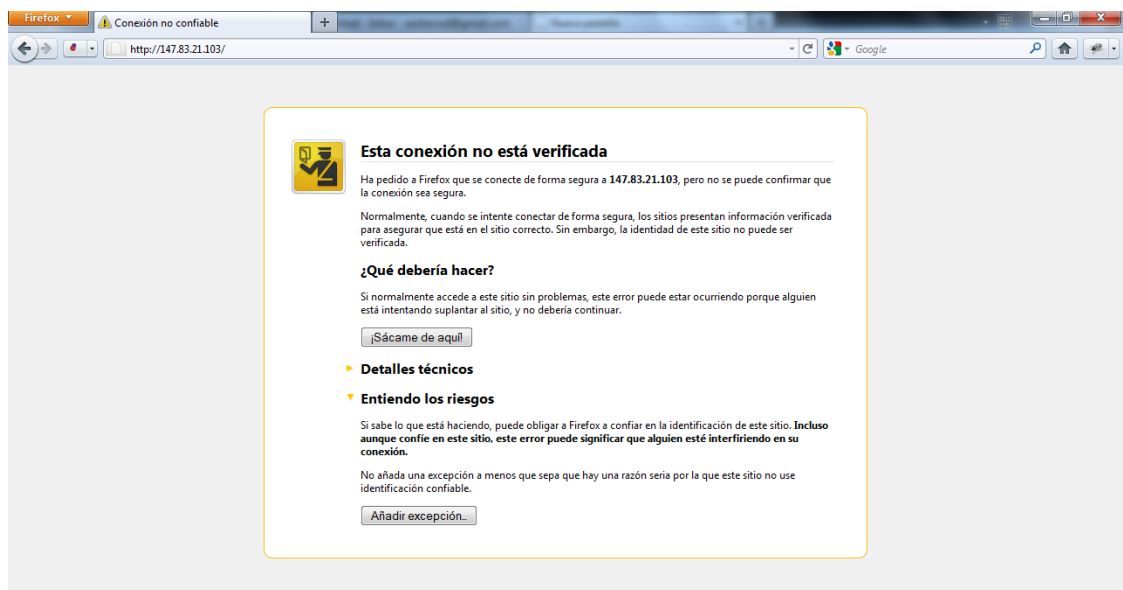 Firefox
Conexión no confiable
+
http://147.83.21.103/
Google
Esta conexión no está verificada
Ha pedido a Firefox que se conecte de forma segura a 147.83.21.103, pero no se puede confirmar que
la conexión sea segura.
Normalmente, cuando se intente conectar de forma segura, los sitios presentan información verificada
para asegurar que está en el sitio correcto. Sin embargo, la identidad de este sitio no puede ser
verificada.
¿Qué debería hacer?
Si normalmente accede a este sitio sin problemas, este error puede estar ocurriendo porque alguien
está intentando suplantar al sitio, y no debería continuar.
¡Sácame de aquí!
Detalles técnicos
Entiendo los riesgos
Si sabe lo que está haciendo, puede obligar a Firefox a confiar en la identificación de este sitio. Incluso
aunque confíe en este sitio, este error puede significar que alguien esté interfiriendo en su
conexión.
No añada una excepción a menos que sepa que hay una razón seria por la que este sitio no use
identificación confiable.
Añadir excepción...